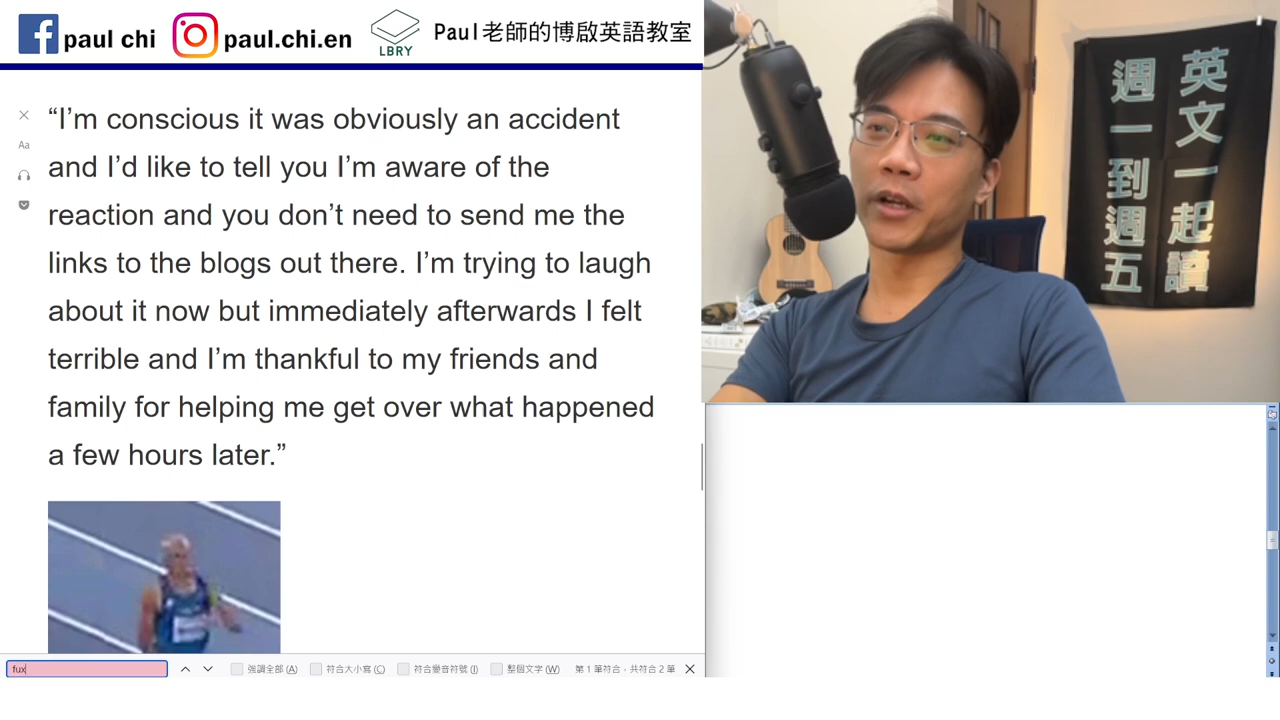 paul chi
paul.chi.en
LBRY
Paul老師的博啟英語教室
“I’m conscious it was obviously an accident
and I’d like to tell you I’m aware of the
reaction and you don’t need to send me the
links to the blogs out there. I’m trying to laugh
about it now but immediately afterwards I felt
terrible and I’m thankful to my friends and
family for helping me get over what happened
a few hours later.”
Aa
英文一起讀
週一到週五
fux
強調全部 (A)
符合大小寫 (C)
符合變音符號 (I)
整個文字 (W)
第 1 筆符合，共符合 2 筆